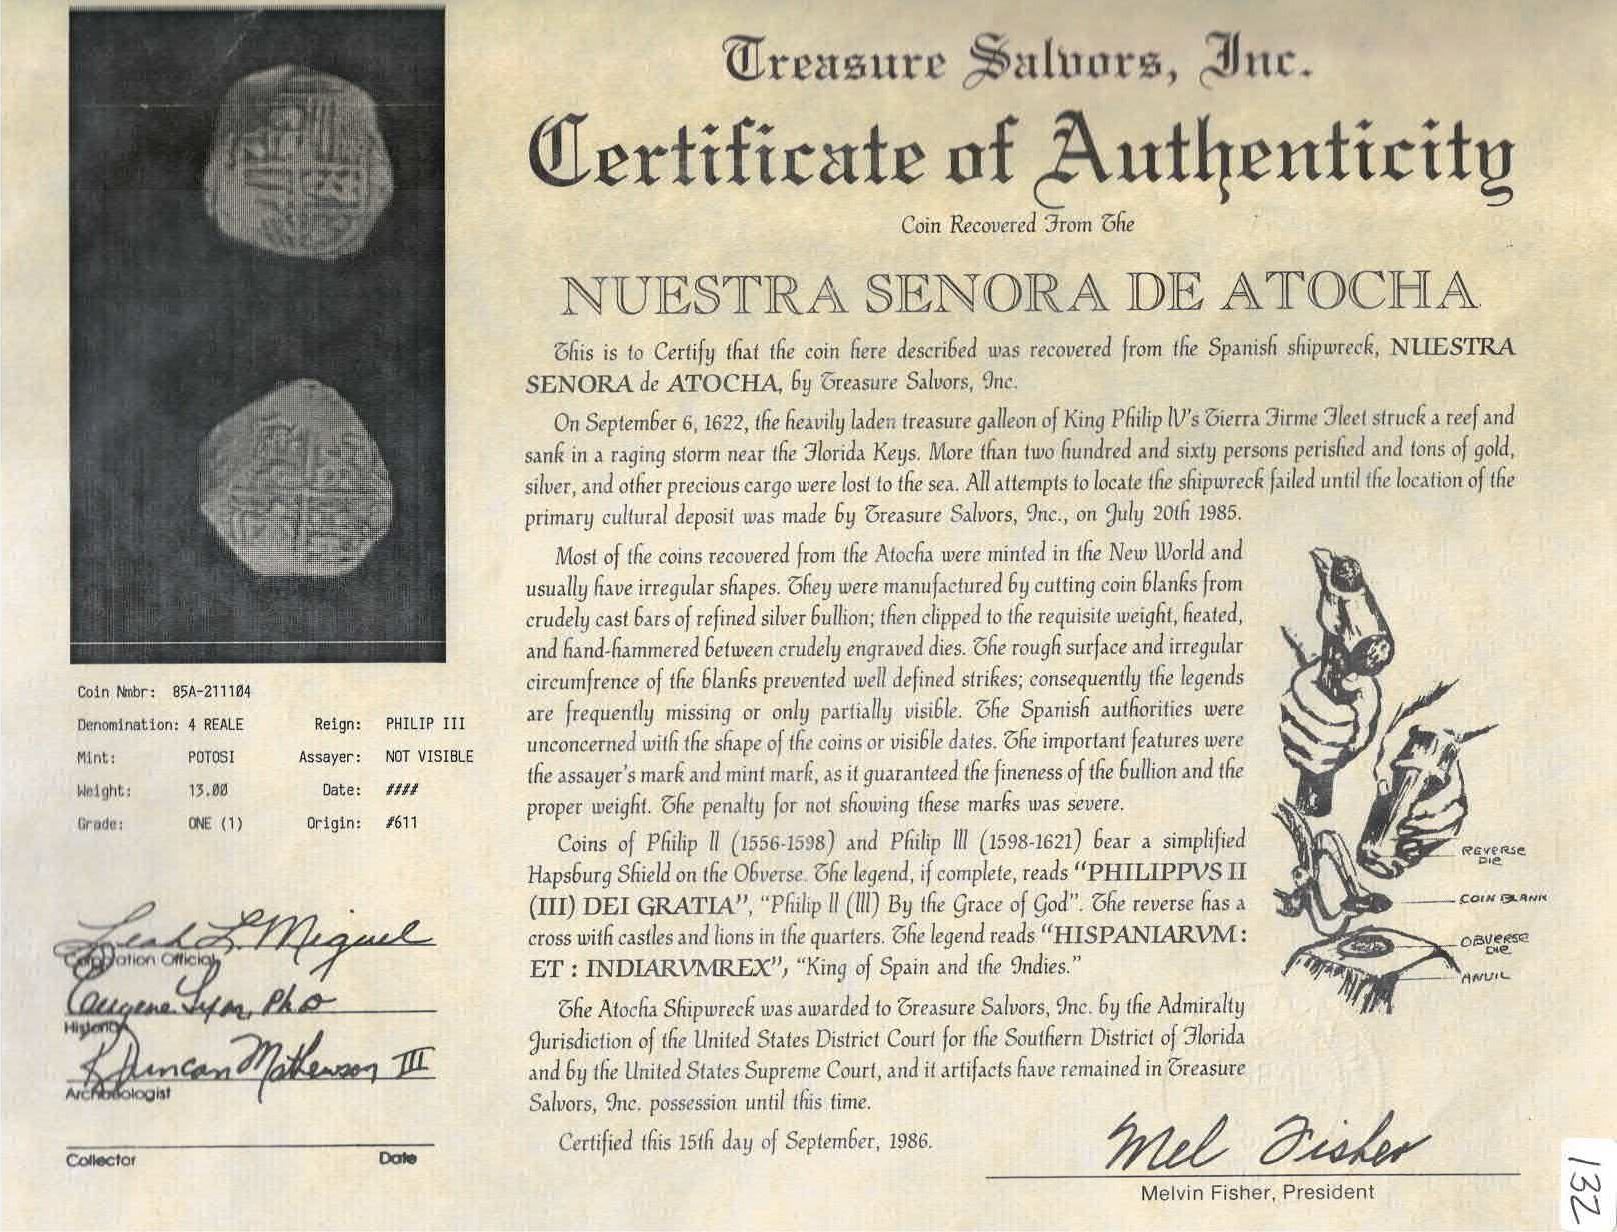 Treasure Salvors, Inc.
Certificate of Authenticity
Coin Recovered From The
NUESTRA SENORA DE ATOCHA
This is to Certify that the coin here described was recovered from the Spanish shipwreck, NUESTRA
SENORA de ATOCHA, by Treasure Salvors, Inc.
On September 6, 1622, the heavily laden treasure galleon of King Philip IV's Tierra Firme Fleet struck a reef and
sank in a raging storm near the Florida Keys. More than two hundred and sixty persons perished and tons of gold,
silver, and other precious cargo were lost to the sea. All attempts to locate the shipwreck failed until the location of the
primary cultural deposit was made by Treasure Salvors, Inc., on July 20th 1985.
Most of the coins recovered from the Atocha were minted in the New World and
usually have irregular shapes. They were manufactured by cutting coin blanks from
crudely cast bars of refined silver bullion; then clipped to the requisite weight, heated,
and hand-hammered between crudely engraved dies. The rough surface and irregular
circumfrence of the blanks prevented well defined strikes; consequently the legends
are frequently missing or only partially visible. The Spanish authorities were
unconcerned with the shape of the coins or visible dates. The important features were
the assayer's mark and mint mark, as it guaranteed the fineness of the bullion and the
proper weight. The penalty for not showing these marks was severe.
Coins of Philip II (1556-1598) and Philip III (1598-1621) bear a simplified
Hapsburg Shield on the Obverse. The legend, if complete, reads "PHILIPPVS II
(III) DEI GRATIA", "Philip II (III) By the Grace of God". The reverse has a
cross with castles and lions in the quarters. The legend reads "HISPANIARVM :
ET : INDIARVMREX", "King of Spain and the Indies."
The Atocha Shipwreck was awarded to Treasure Salvors, Inc. by the Admiralty
Jurisdiction of the United States District Court for the Southern District of Florida
and by the United States Supreme Court, and it artifacts have remained in Treasure
Salvors, Inc. possession until this time.
Certified this 15th day of September, 1986.
REVERSE
DIE
COIN BLANK
OBVERSE
DIE
ANVIL
Coin Nmbr: 85A-211104
Denomination: 4 REALE Reign: PHILIP III
Mint: POTOSI Assayer: NOT VISIBLE
Weight: 13.00 Date: ####
Grade: ONE (1) Origin: #611
Leah L. Miguel
Corporation Official
Eugene Lyon, PhD
Historian
R Duncan Mathewson III
Archaeologist
Collector Date
Mel Fisher
Melvin Fisher, President
132